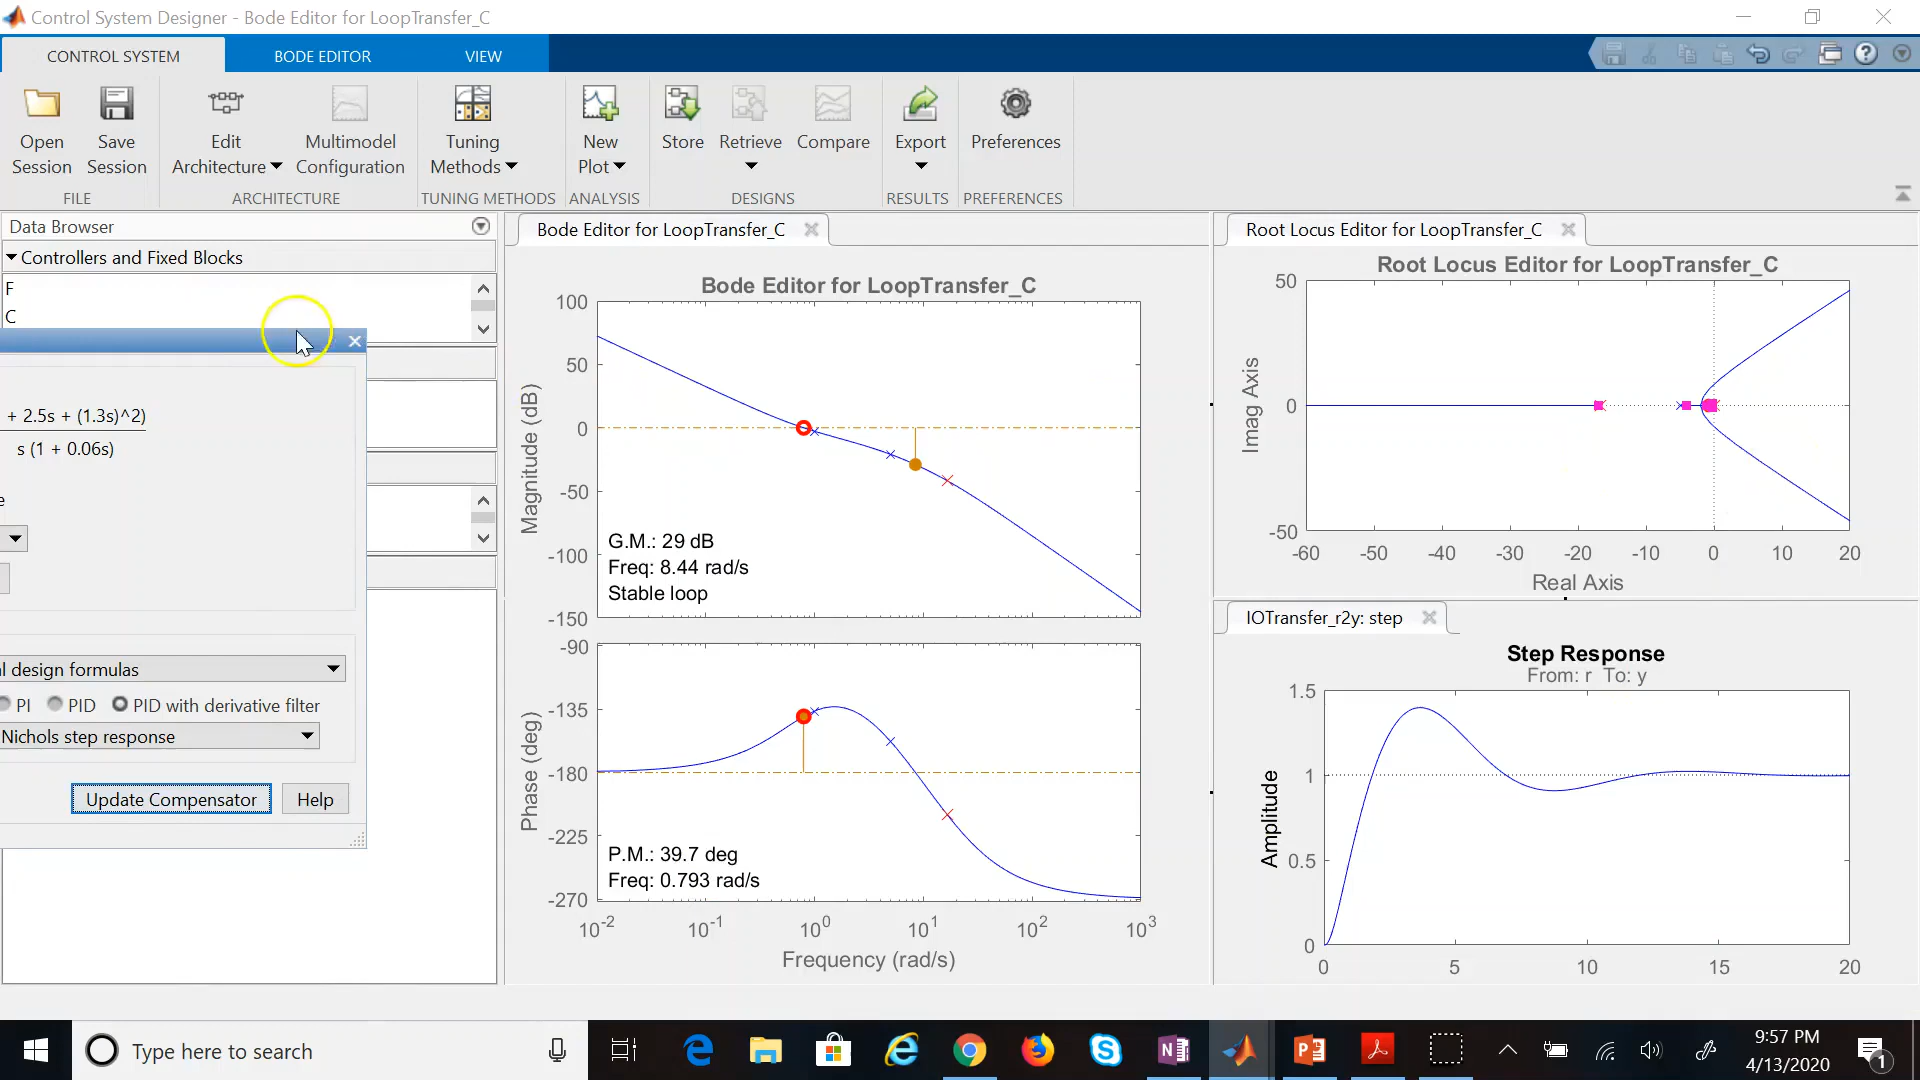 Control System Designer - Bode Editor for LoopTransfer_C
CONTROL SYSTEM
BODE EDITOR
VIEW
Open Session
Save Session
Edit Architecture
Multimodel Configuration
Tuning Methods
New Plot
Store
Retrieve
Compare
Export
Preferences
FILE
ARCHITECTURE
TUNING METHODS
ANALYSIS
DESIGNS
RESULTS
PREFERENCES
Data Browser
Controllers and Fixed Blocks
F
C
+ 2.5s + (1.3s)^2)
s (1 + 0.06s)
e
l design formulas
PI
PID
PID with derivative filter
Nichols step response
Update Compensator
Help
Bode Editor for LoopTransfer_C
Bode Editor for LoopTransfer_C
100
50
0
-50
-100
-150
Magnitude (dB)
G.M.: 29 dB
Freq: 8.44 rad/s
Stable loop
-90
-135
-180
-225
-270
Phase (deg)
P.M.: 39.7 deg
Freq: 0.793 rad/s
10^-2 10^-1 10^0 10^1 10^2 10^3
Frequency (rad/s)
Root Locus Editor for LoopTransfer_C
Root Locus Editor for LoopTransfer_C
50
0
-50
Imag Axis
-60 -50 -40 -30 -20 -10 0 10 20
Real Axis
IOTransfer_r2y: step
Step Response
From: r To: y
1.5
1
0.5
0
Amplitude
0 5 10 15 20
Type here to search
9:57 PM
4/13/2020
1